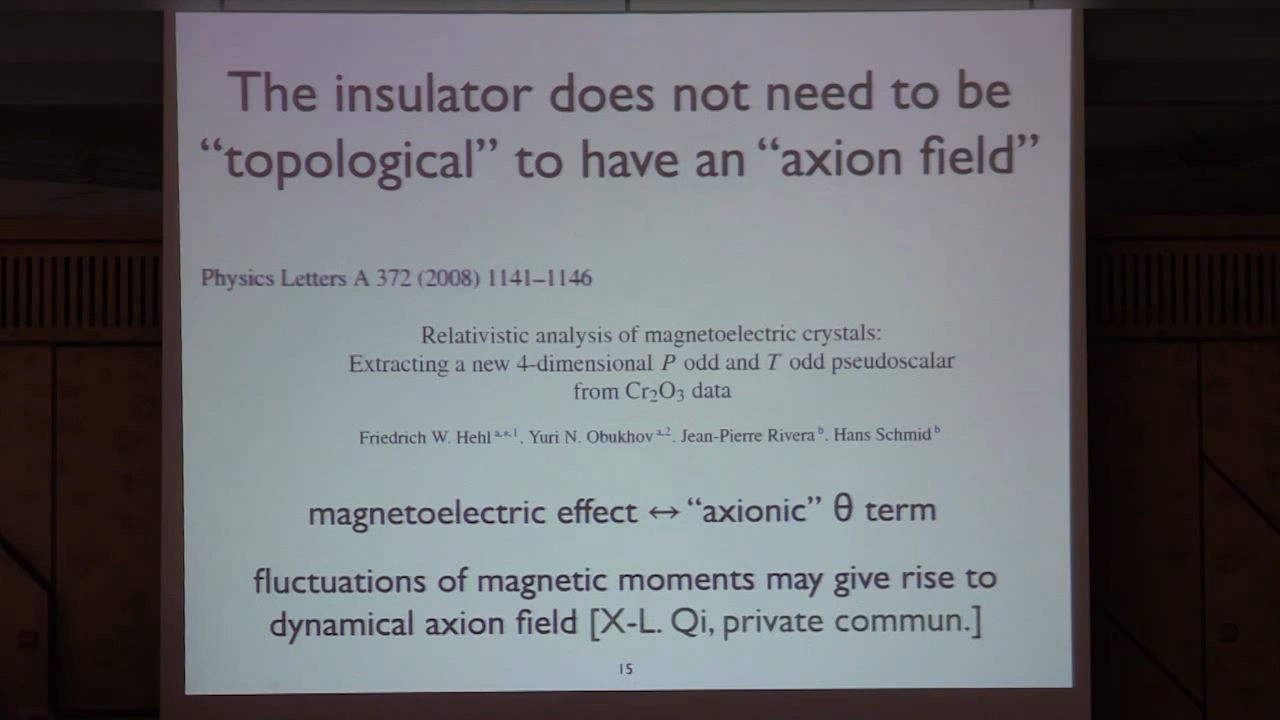 The insulator does not need to be
“topological” to have an “axion field”
Physics Letters A 372 (2008) 1141–1146
Relativistic analysis of magnetoelectric crystals:
Extracting a new 4-dimensional P odd and T odd pseudoscalar
from Cr₂O₃ data
Friedrich W. Hehl a,*,1, Yuri N. Obukhov a,2, Jean-Pierre Rivera b, Hans Schmid b
magnetoelectric effect ↔ “axionic” θ term
fluctuations of magnetic moments may give rise to
dynamical axion field [X-L. Qi, private commun.]
15